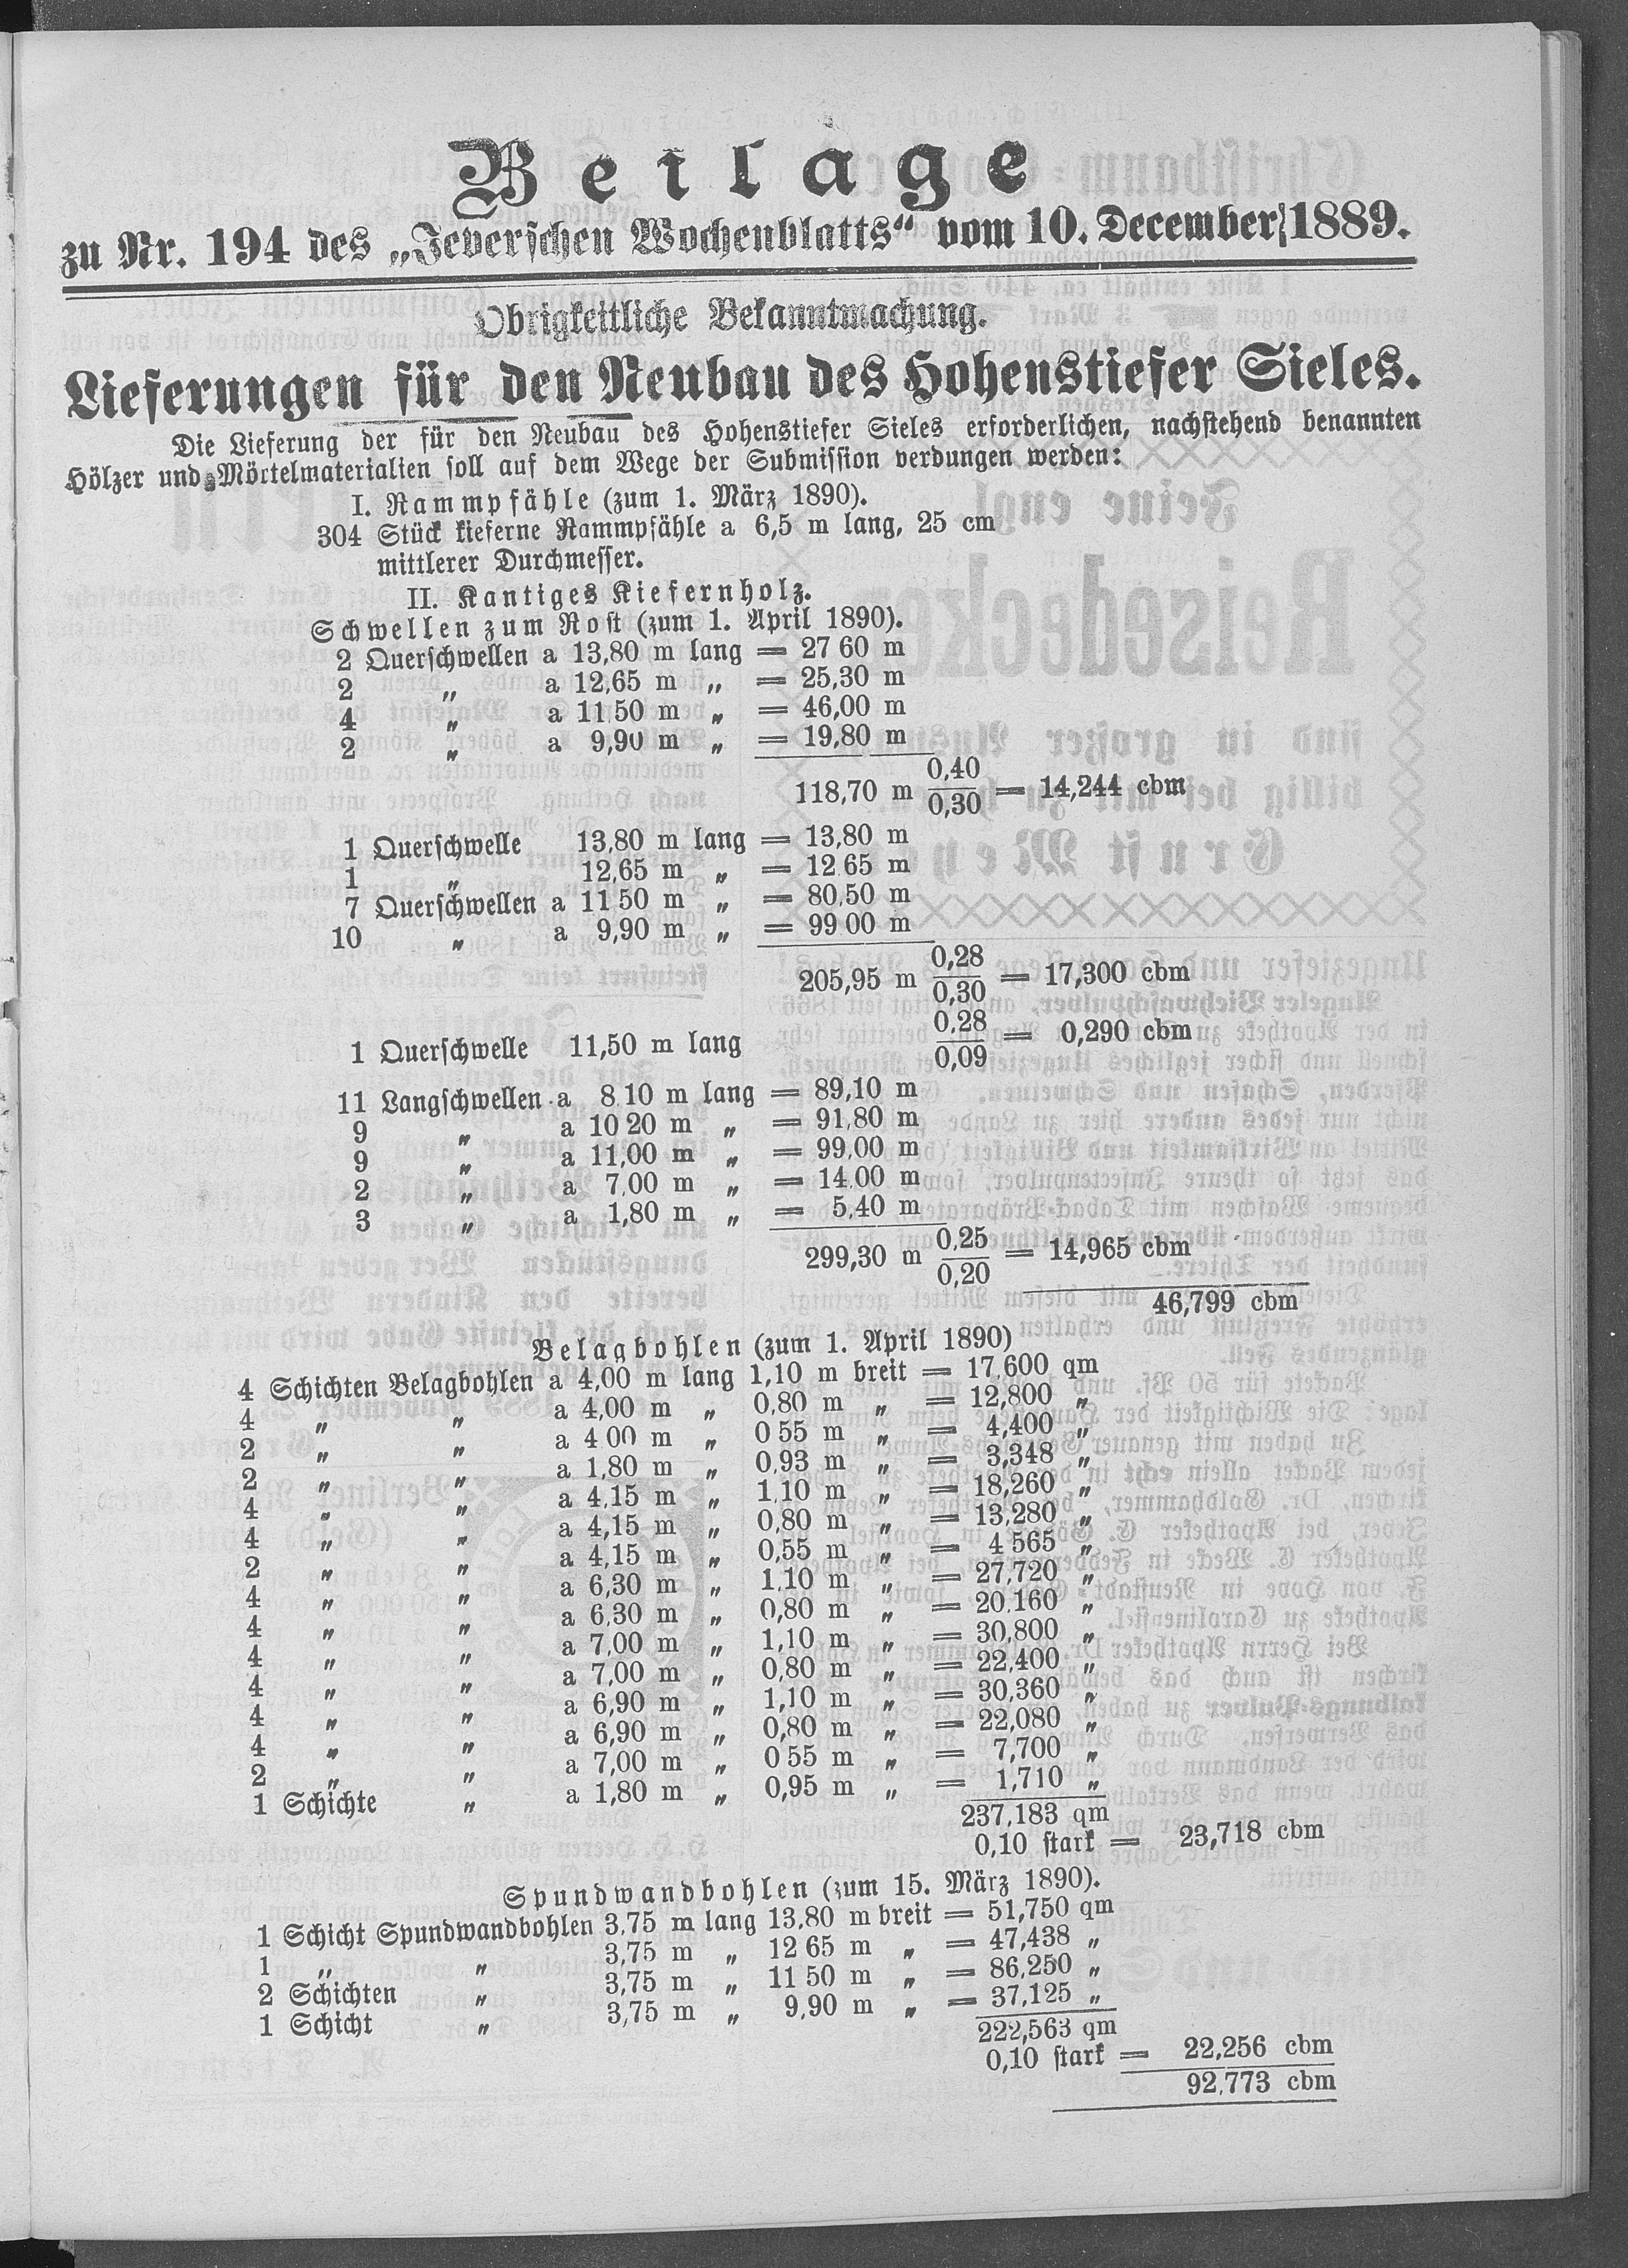 Beilage
zu Nr. 194 des „Jeverschen Wochenblatts“ vom 10. December 1889.
Obrigkeitliche Bekanntmachung.
Lieferungen für den Neubau des Hohenstiefer Sieles.
Die Lieferung der für den Neubau des Hohenstiefer Sieles erforderlichen, nachstehend benannten
Hölzer und Mörtelmaterialien soll auf dem Wege der Submission verdungen werden:
I. Rammpfähle (zum 1. März 1890).
304 Stück kieferne Rammpfähle a 6,5 m lang, 25 cm
mittlerer Durchmesser.
II. Kantiges Kiefernholz.
Schwellen zum Rost (zum 1. April 1890).
2 Querschwellen a 13,80 m lang = 27 60 m
2 „ a 12,65 m „ = 25,30 m
4 „ a 11 50 m „ = 46,00 m
2 „ a 9,90 m „ = 19,80 m
118,70 m 0,40/0,30 = 14,244 cbm
1 Querschwelle 13,80 m lang = 13,80 m
1 „ 12,65 m „ = 12 65 m
7 Querschwellen a 11 50 m „ = 80,50 m
10 „ a 9,90 m „ = 99 00 m
205,95 m 0,28/0,30 = 17,300 cbm
1 Querschwelle 11,50 m lang 0,28/0,09 = 0,290 cbm
11 Langschwellen a 8,10 m lang = 89,10 m
9 „ a 10 20 m „ = 91,80 m
9 „ a 11,00 m „ = 99,00 m
2 „ a 7,00 m „ = 14,00 m
3 „ a 1,80 m „ = 5,40 m
299,30 m 0,25/0,20 = 14,965 cbm
46,799 cbm
Belagbohlen (zum 1. April 1890)
4 Schichten Belagbohlen a 4,00 m lang 1,10 m breit = 17,600 qm
4 „ „ a 4,00 m „ 0,80 m „ = 12,800 „
2 „ „ a 4 00 m „ 0 55 m „ = 4,400 „
2 „ „ a 1,80 m „ 0,93 m „ = 3,348 „
4 „ „ a 4,15 m „ 1,10 m „ = 18,260 „
4 „ „ a 4,15 m „ 0,80 m „ = 13,280 „
2 „ „ a 4,15 m „ 0,55 m „ = 4 565 „
4 „ „ a 6,30 m „ 1,10 m „ = 27,720 „
4 „ „ a 6,30 m „ 0,80 m „ = 20,160 „
4 „ „ a 7,00 m „ 1,10 m „ = 30,800 „
4 „ „ a 7,00 m „ 0,80 m „ = 22,400 „
4 „ „ a 6,90 m „ 1,10 m „ = 30,360 „
4 „ „ a 6,90 m „ 0,80 m „ = 22,080 „
2 „ „ a 7,00 m „ 0 55 m „ = 7,700 „
1 Schichte „ a 1,80 m „ 0,95 m „ = 1,710 „
237,183 qm
0,10 stark = 23,718 cbm
Spundwandbohlen (zum 15. März 1890).
1 Schicht Spundwandbohlen 3,75 m lang 13,80 m breit = 51,750 qm
1 „ „ 3,75 m „ 12 65 m „ = 47,438 „
2 Schichten „ 3,75 m „ 11 50 m „ = 86,250 „
1 Schicht „ 3,75 m „ 9,90 m „ = 37,125 „
222,563 qm
0,10 stark = 22,256 cbm
92,773 cbm